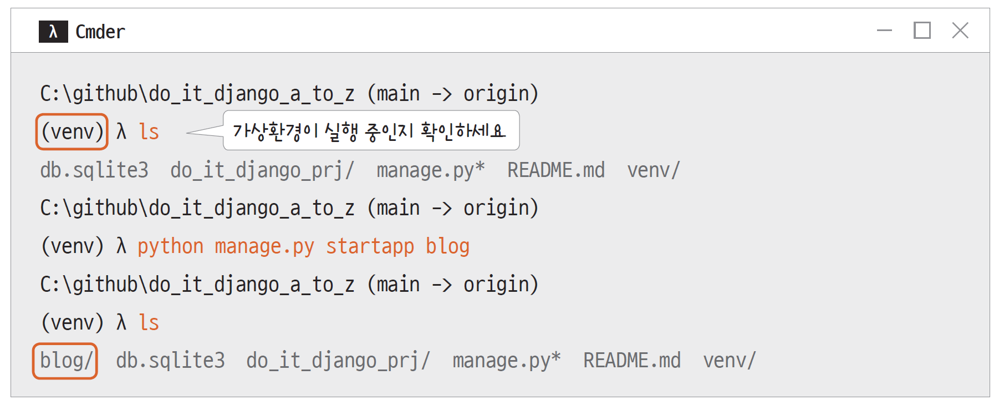 λ Cmder
C:\github\do_it_django_a_to_z (main -> origin)
(venv) λ ls
가상환경이 실행 중인지 확인하세요
db.sqlite3  do_it_django_prj/  manage.py*  README.md  venv/
C:\github\do_it_django_a_to_z (main -> origin)
(venv) λ python manage.py startapp blog
C:\github\do_it_django_a_to_z (main -> origin)
(venv) λ ls
blog/  db.sqlite3  do_it_django_prj/  manage.py*  README.md  venv/